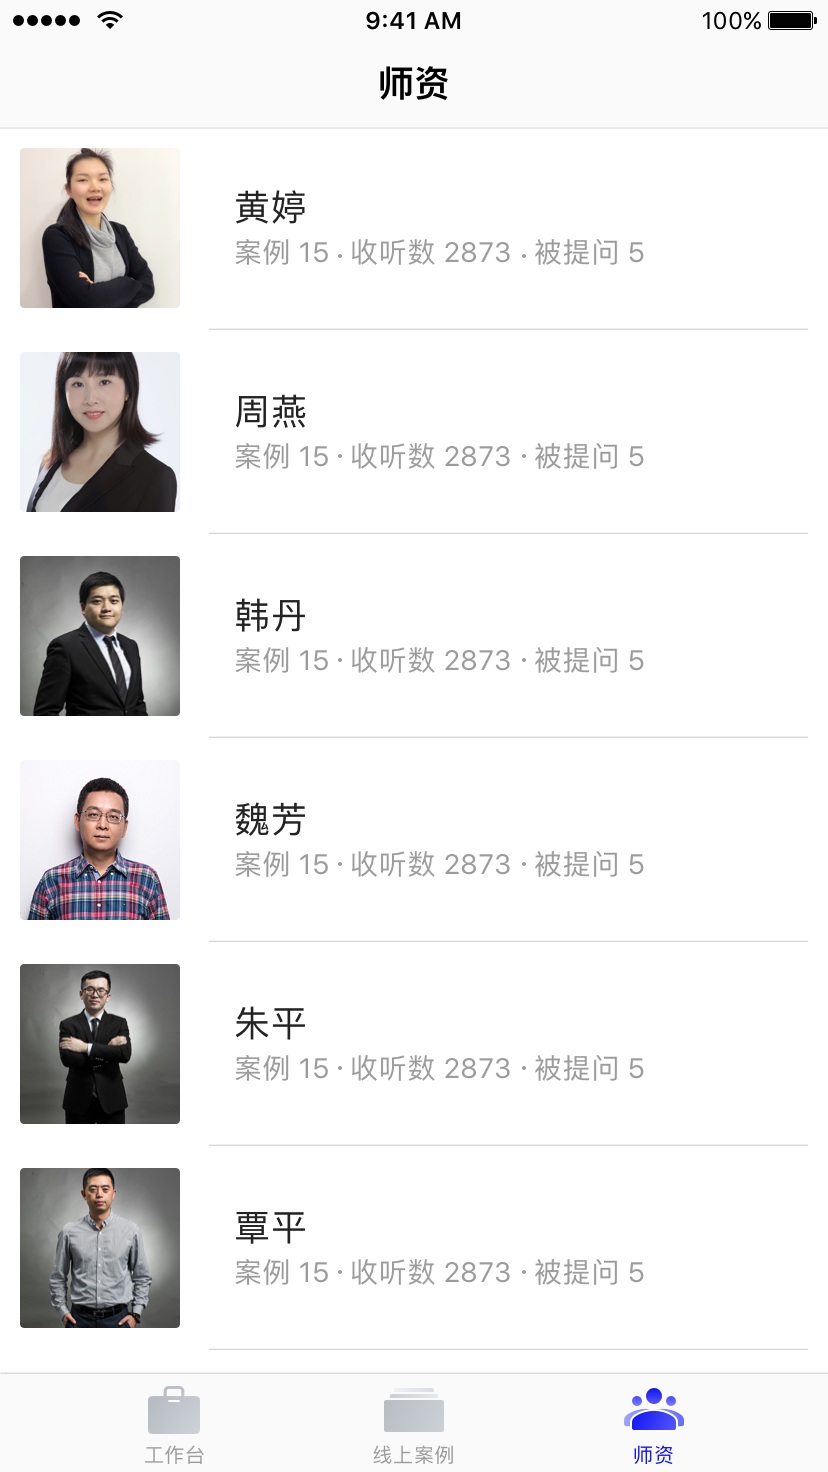 9:41 AM 100%
师资
黄婷
案例 15 · 收听数 2873 · 被提问 5
周燕
案例 15 · 收听数 2873 · 被提问 5
韩丹
案例 15 · 收听数 2873 · 被提问 5
魏芳
案例 15 · 收听数 2873 · 被提问 5
朱平
案例 15 · 收听数 2873 · 被提问 5
覃平
案例 15 · 收听数 2873 · 被提问 5
工作台 线上案例 师资